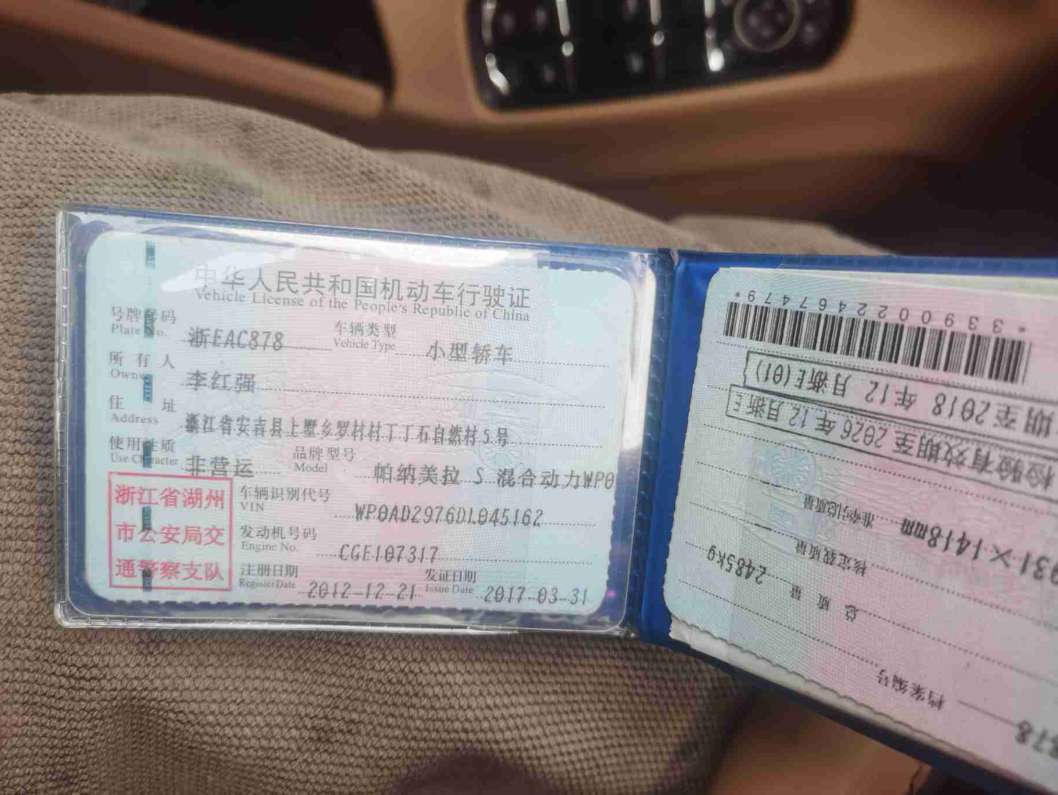 中华人民共和国机动车行驶证
Vehicle License of the People's Republic of China
号牌号码 浙EAC878 车辆类型 小型轿车
Plate No. Vehicle Type
所有人 李红强
Owner
住址 浙江省安吉县上墅乡罗村村丁丁石自然村5号
Address
使用性质 非营运 品牌型号 帕纳美拉 S 混合动力WP0
Use Character Model
浙江省湖州
市公安局交
通警察支队
车辆识别代号 WP0AD2976DL045162
VIN
发动机号码 CGE107317
Engine No.
注册日期 2012-12-21 发证日期 2017-03-31
Register Date Issue Date
878
档案编号
总质量 2485kg
核定载质量
931×1418mm 准牵引总质量
检验有效期至2026年12月浙E
期至2018年12月浙E(01)
*3390022467479*